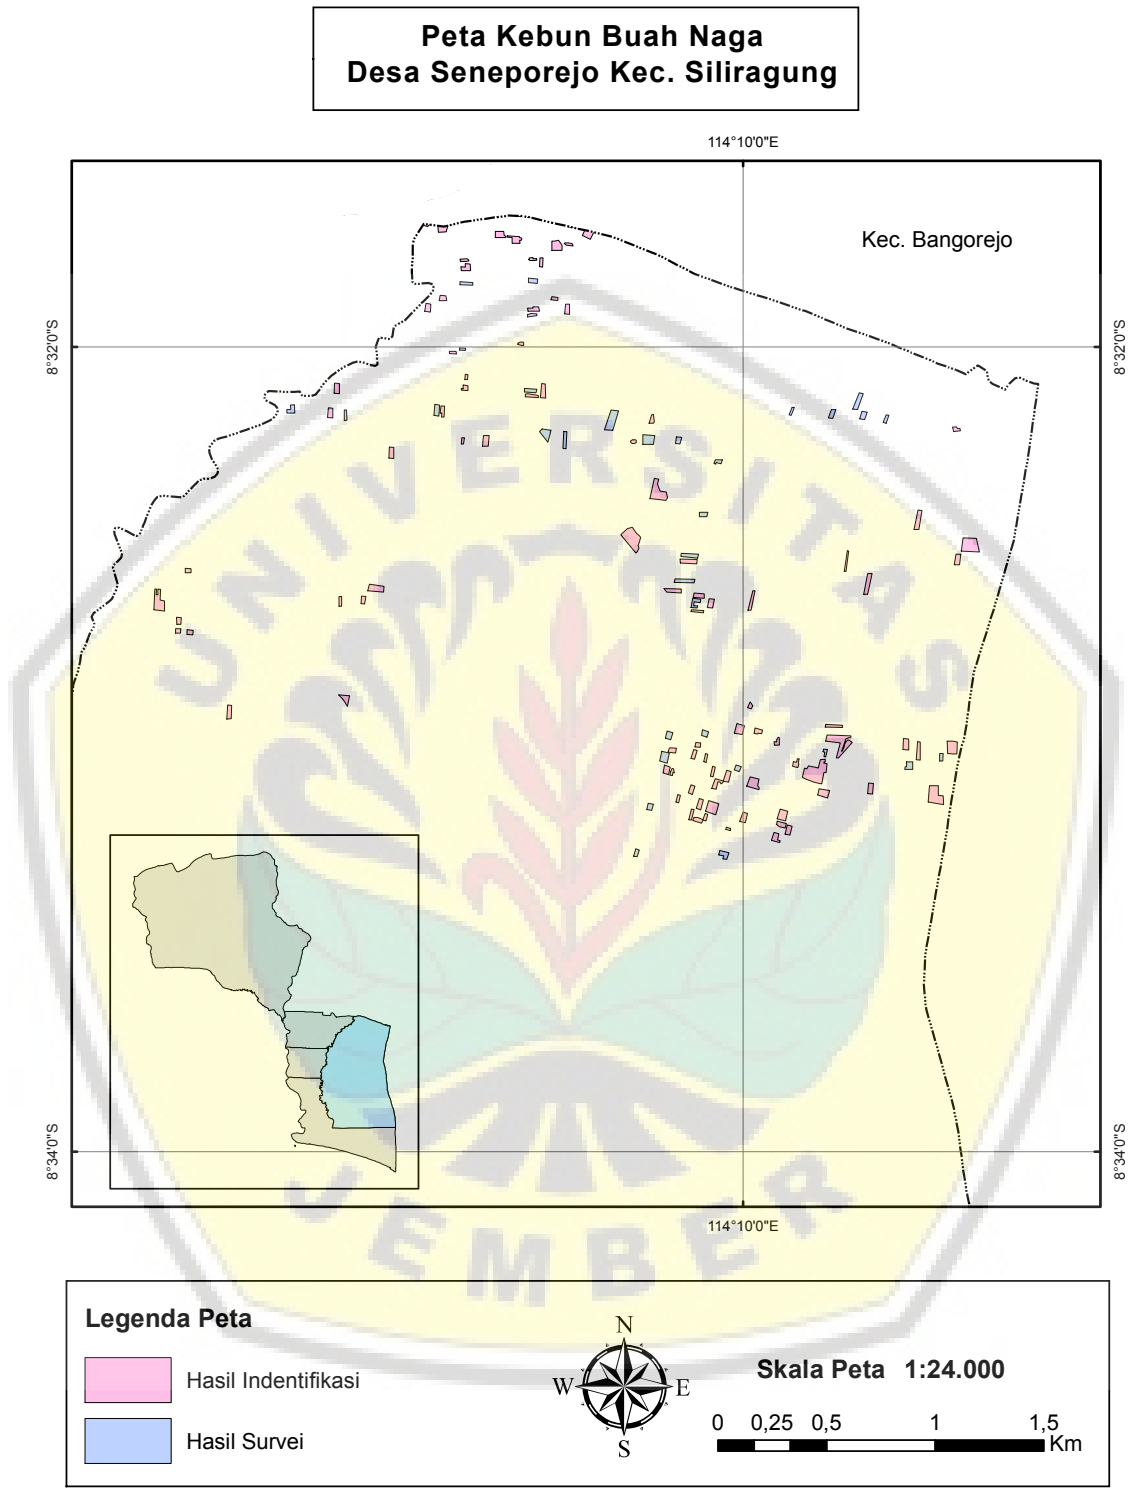 Peta Kebun Buah Naga
Desa Seneporejo Kec. Siliragung
114°10'0"E
Kec. Bangorejo
8°32'0"S
8°32'0"S
UNIVERSITAS
8°34'0"S
8°34'0"S
JEMBER
114°10'0"E
Legenda Peta
Hasil Indentifikasi
Hasil Survei
N
W
E
S
Skala Peta 1:24.000
0 0,25 0,5 1 1,5
Km